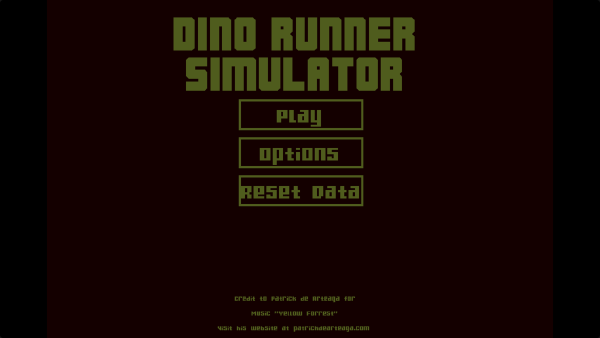 DINO RUNNER
SIMULATOR
Play
Options
Reset Data
Credit to Patrick de Arteaga for
Music "Yellow Forrest"
Visit his website at patrickdearteaga.com